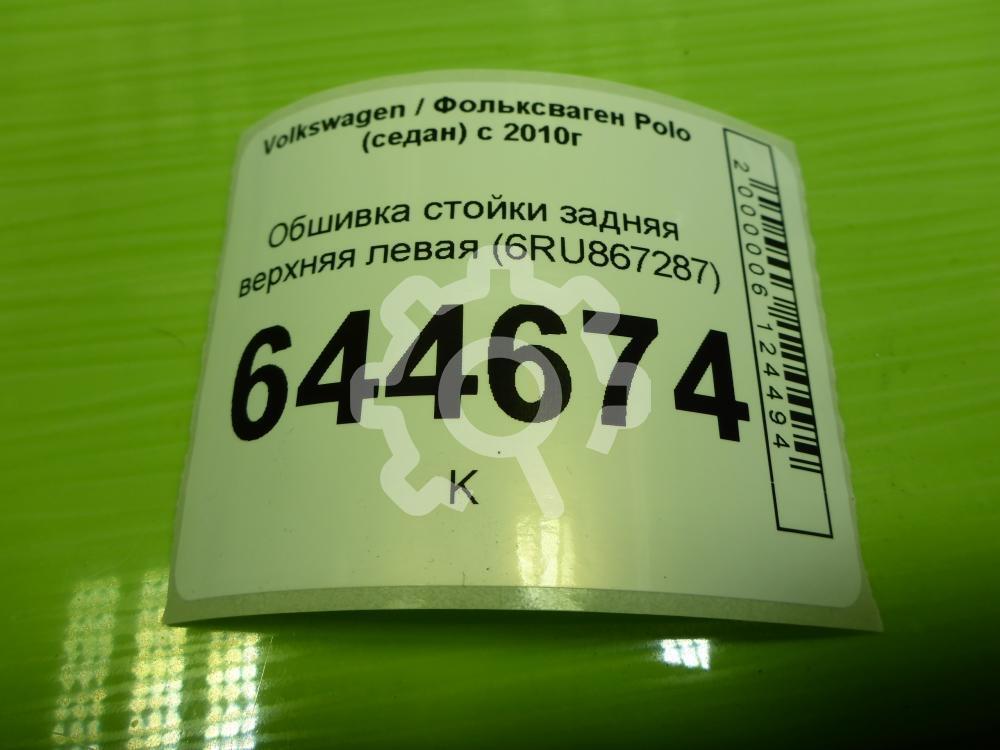 Volkswagen / Фольксваген Polo
(седан) с 2010г
Обшивка стойки задняя
верхняя левая (6RU867287)
644674
К
2000006124494